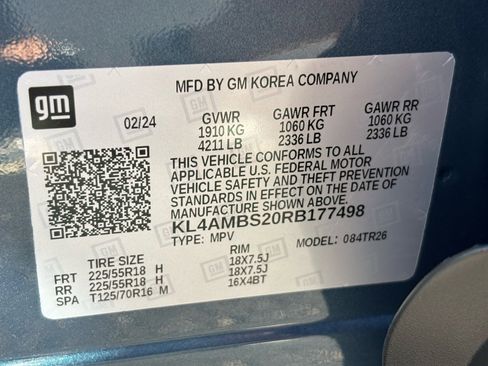 gm
MFD BY GM KOREA COMPANY
02/24 GVWR GAWR FRT GAWR RR
1910 KG 1060 KG 1060 KG
4211 LB 2336 LB 2336 LB
THIS VEHICLE CONFORMS TO ALL
APPLICABLE U.S. FEDERAL MOTOR
VEHICLE SAFETY AND THEFT PREVENTION
STANDARDS IN EFFECT ON THE DATE OF
MANUFACTURE SHOWN ABOVE.
KL4AMBS20RB177498
TYPE: MPV MODEL: 084TR26
TIRE SIZE RIM
FRT 225/55R18 H 18X7.5J
RR 225/55R18 H 18X7.5J
SPA T125/70R16 M 16X4BT